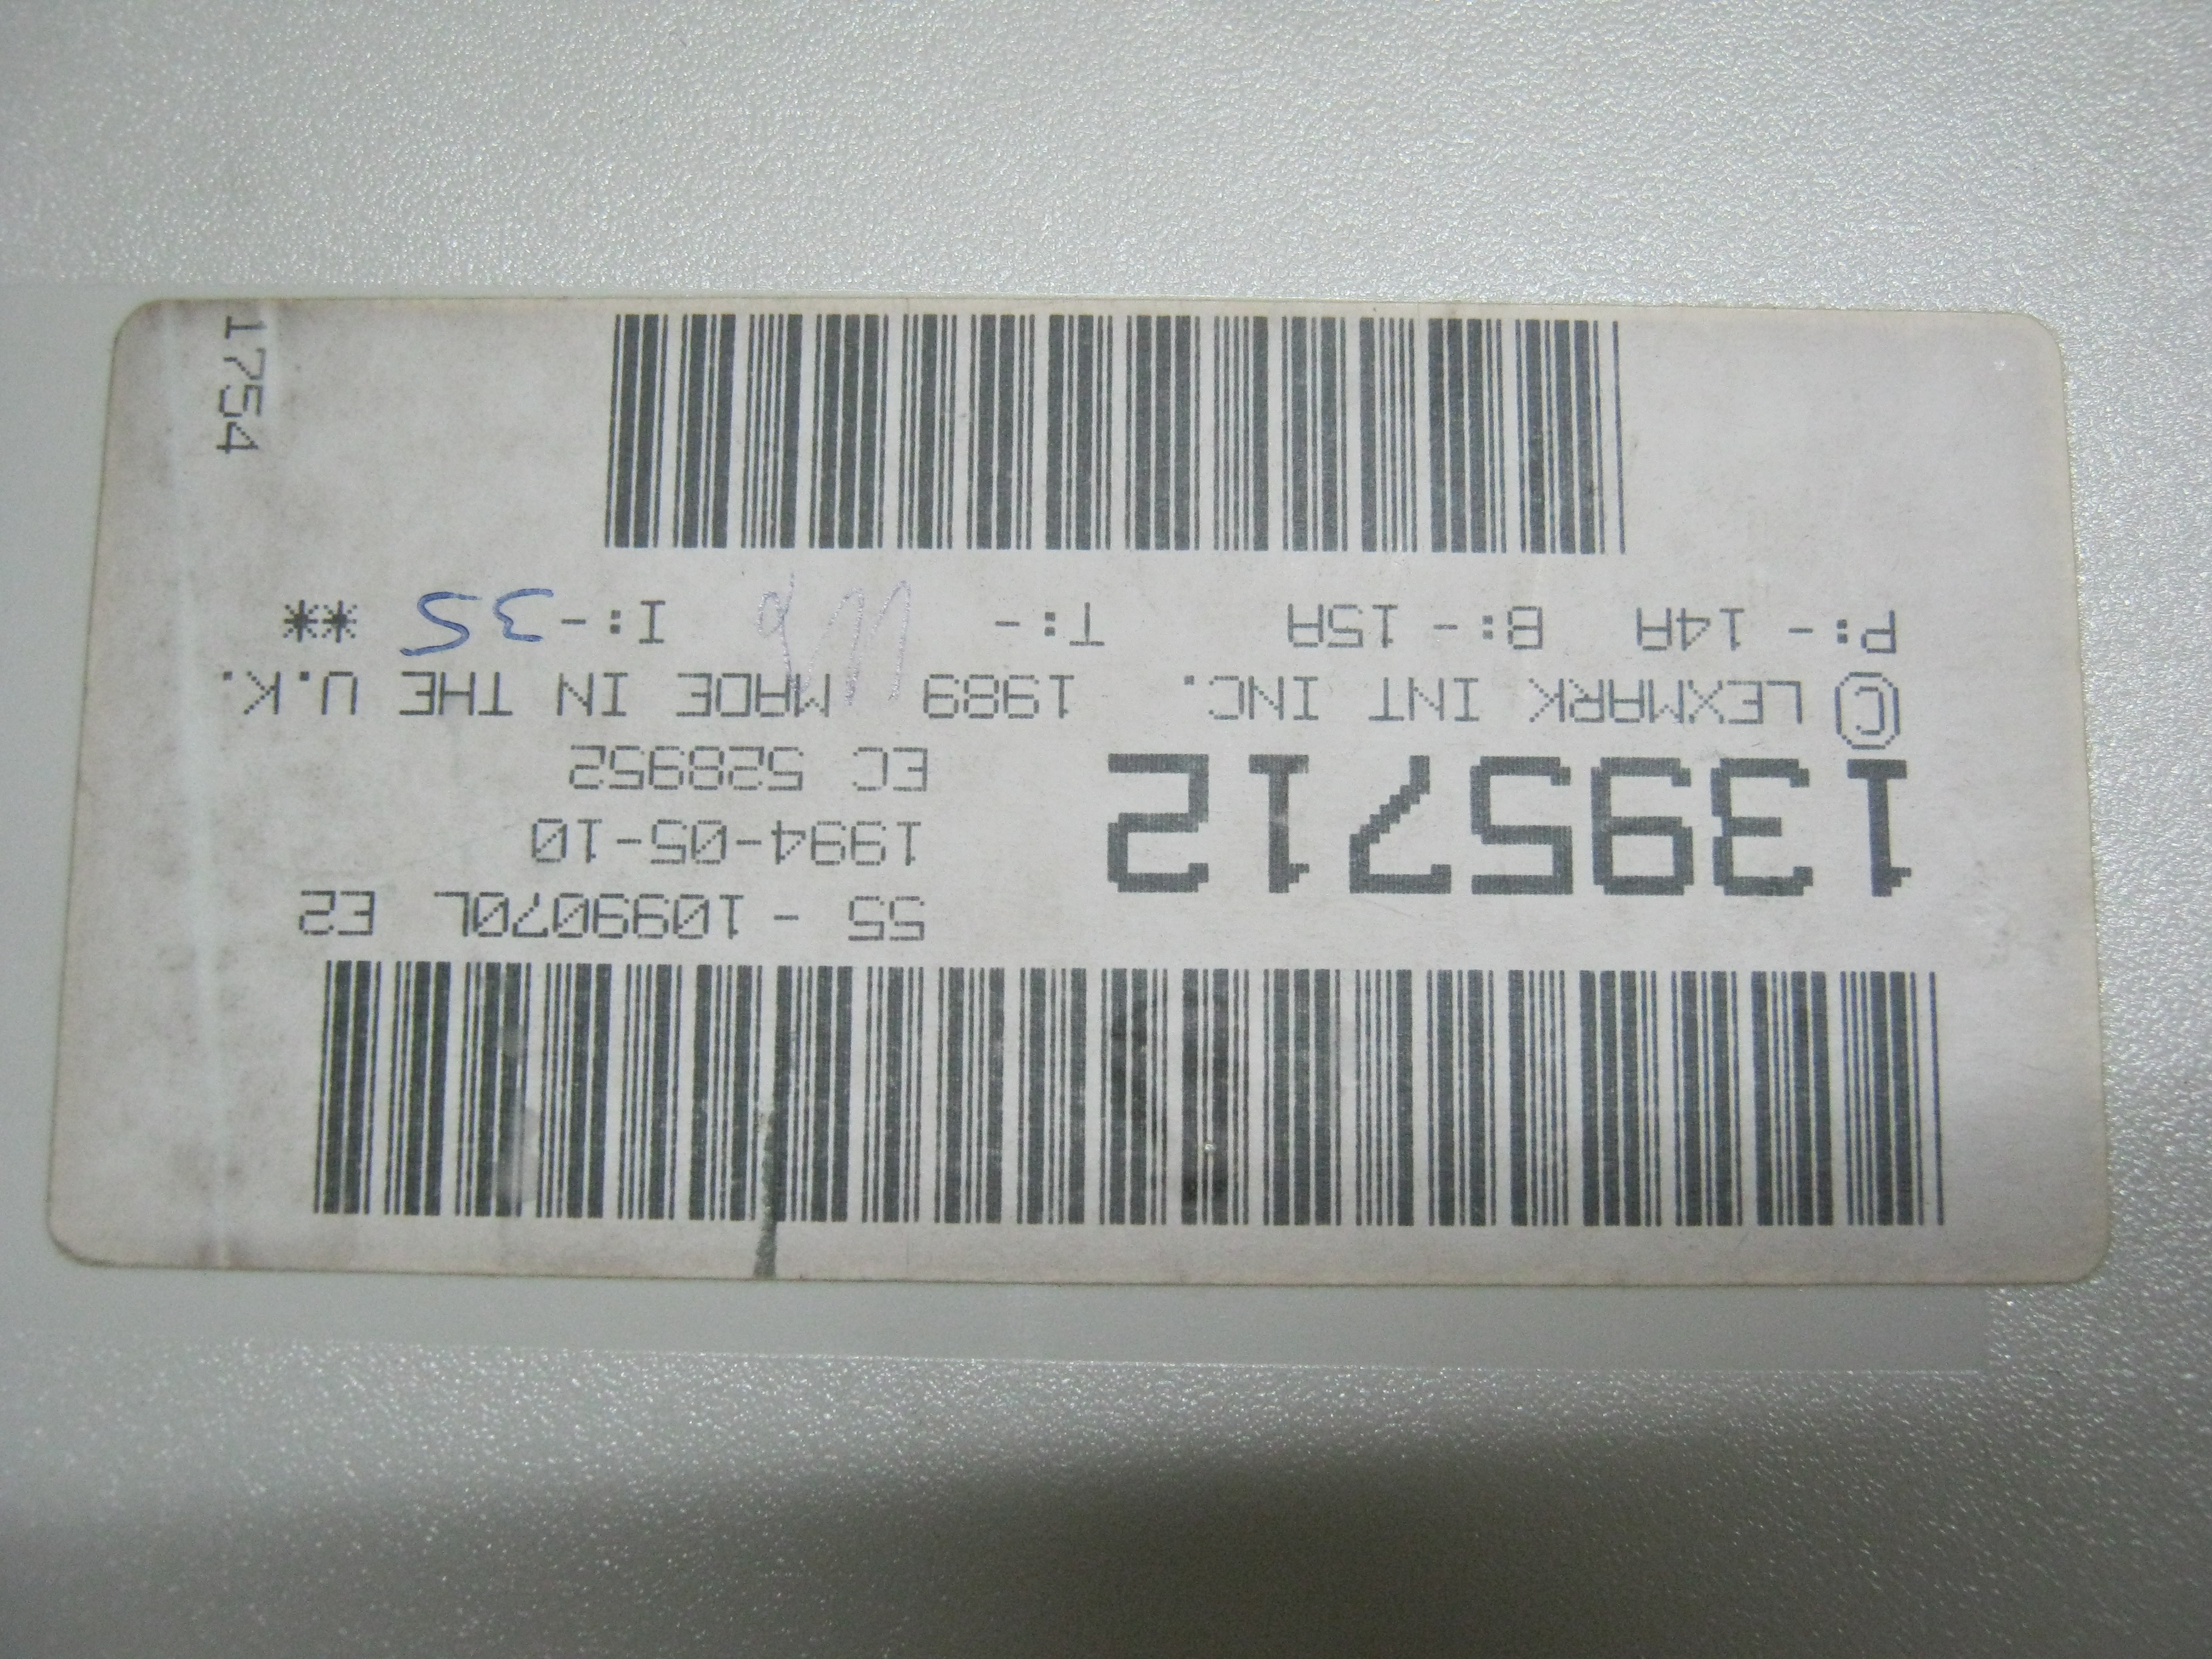 55 - 1099070L E2
1395712
1994-05-10
EC 528952
© LEXMARK INT INC. 1989 MADE IN THE U.K.
P:- 14A B:- 15A T:- I:-35 **
1754